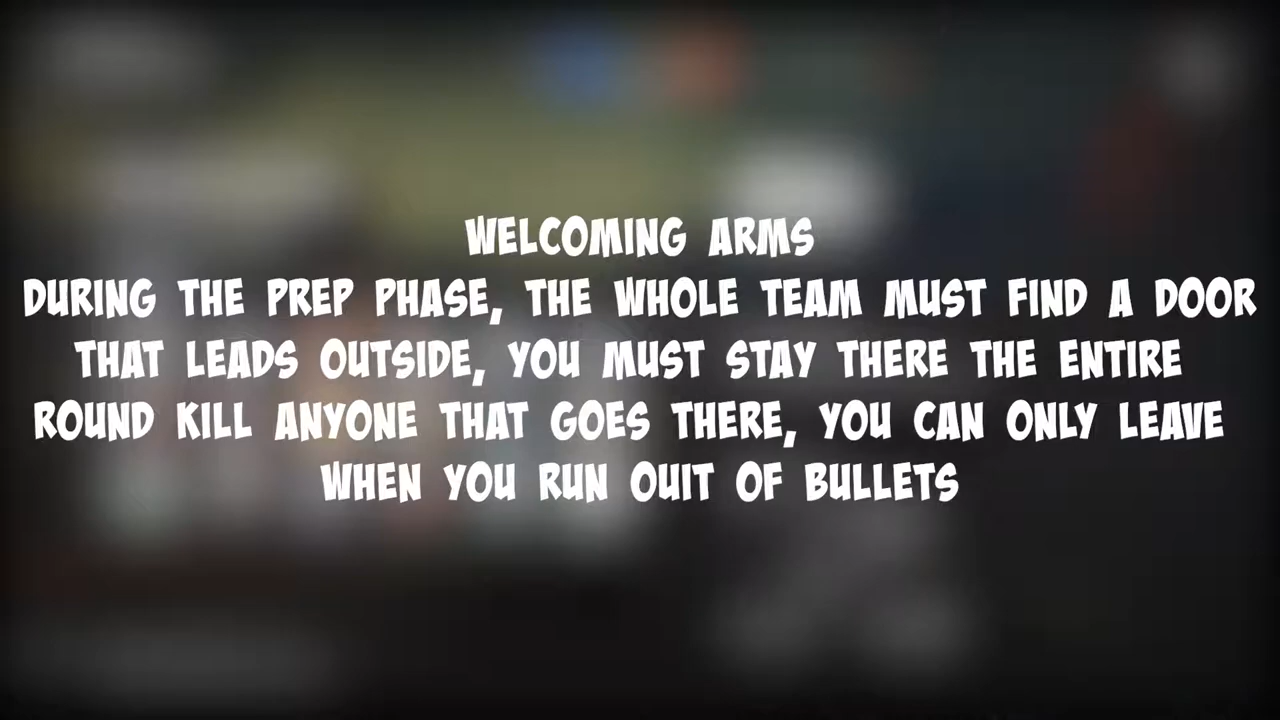 WELCOMING ARMS
DURING THE PREP PHASE, THE WHOLE TEAM MUST FIND A DOOR
THAT LEADS OUTSIDE, YOU MUST STAY THERE THE ENTIRE
ROUND KILL ANYONE THAT GOES THERE, YOU CAN ONLY LEAVE
WHEN YOU RUN OUIT OF BULLETS